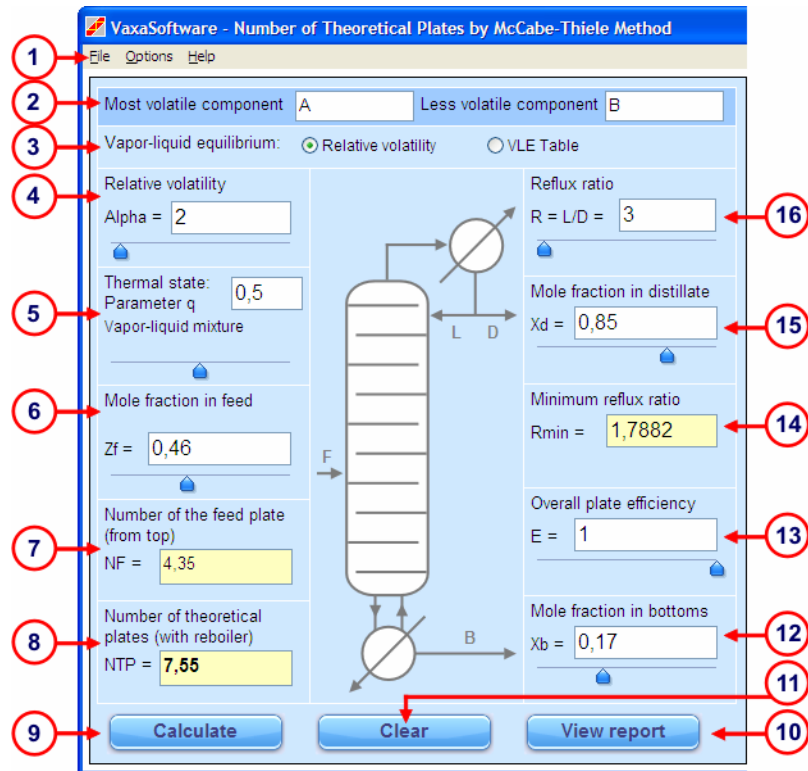 VaxaSoftware - Number of Theoretical Plates by McCabe-Thiele Method
1
File Options Help
2
Most volatile component A Less volatile component B
3
Vapor-liquid equilibrium: Relative volatility VLE Table
4
Relative volatility
Alpha = 2
5
Thermal state:
Parameter q 0,5
Vapor-liquid mixture
6
Mole fraction in feed
Zf = 0,46
7
Number of the feed plate
(from top)
NF = 4,35
8
Number of theoretical
plates (with reboiler)
NTP = 7,55
L D
F
B
Reflux ratio
R = L/D = 3
16
Mole fraction in distillate
Xd = 0,85
15
Minimum reflux ratio
Rmin = 1,7882
14
Overall plate efficiency
E = 1
13
Mole fraction in bottoms
Xb = 0,17
12
11
9
Calculate Clear View report
10